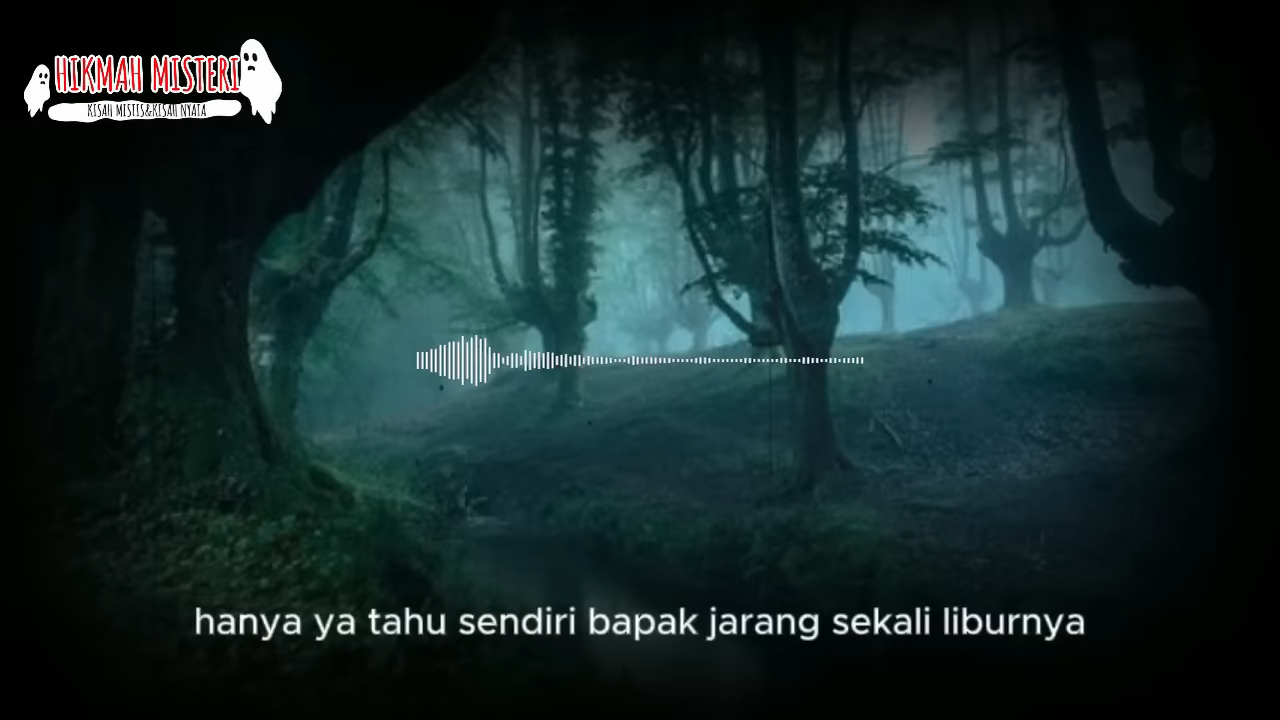 HIKMAH MISTERI
KISAH MISTIS&KISAH NYATA
hanya ya tahu sendiri bapak jarang sekali liburnya